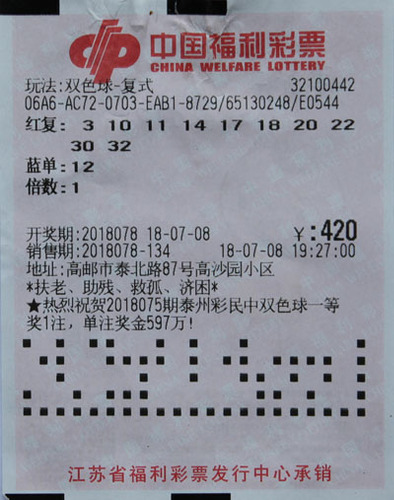 中国福利彩票
CHINA WELFARE LOTTERY
玩法:双色球-复式 32100442
06A6-AC72-0703-EAB1-8729/65130248/E0544
红复: 3 10 11 14 17 18 20 22
30 32
蓝单:12
倍数:1
开奖期:2018078 18-07-08 ¥:420
销售期:2018078-134 18-07-08 19:27:00
地址:高邮市泰北路87号高沙园小区
*扶老、助残、救孤、济困*
★热烈祝贺2018075期泰州彩民中双色球一等
奖1注,单注奖金597万!
江苏省福利彩票发行中心承销